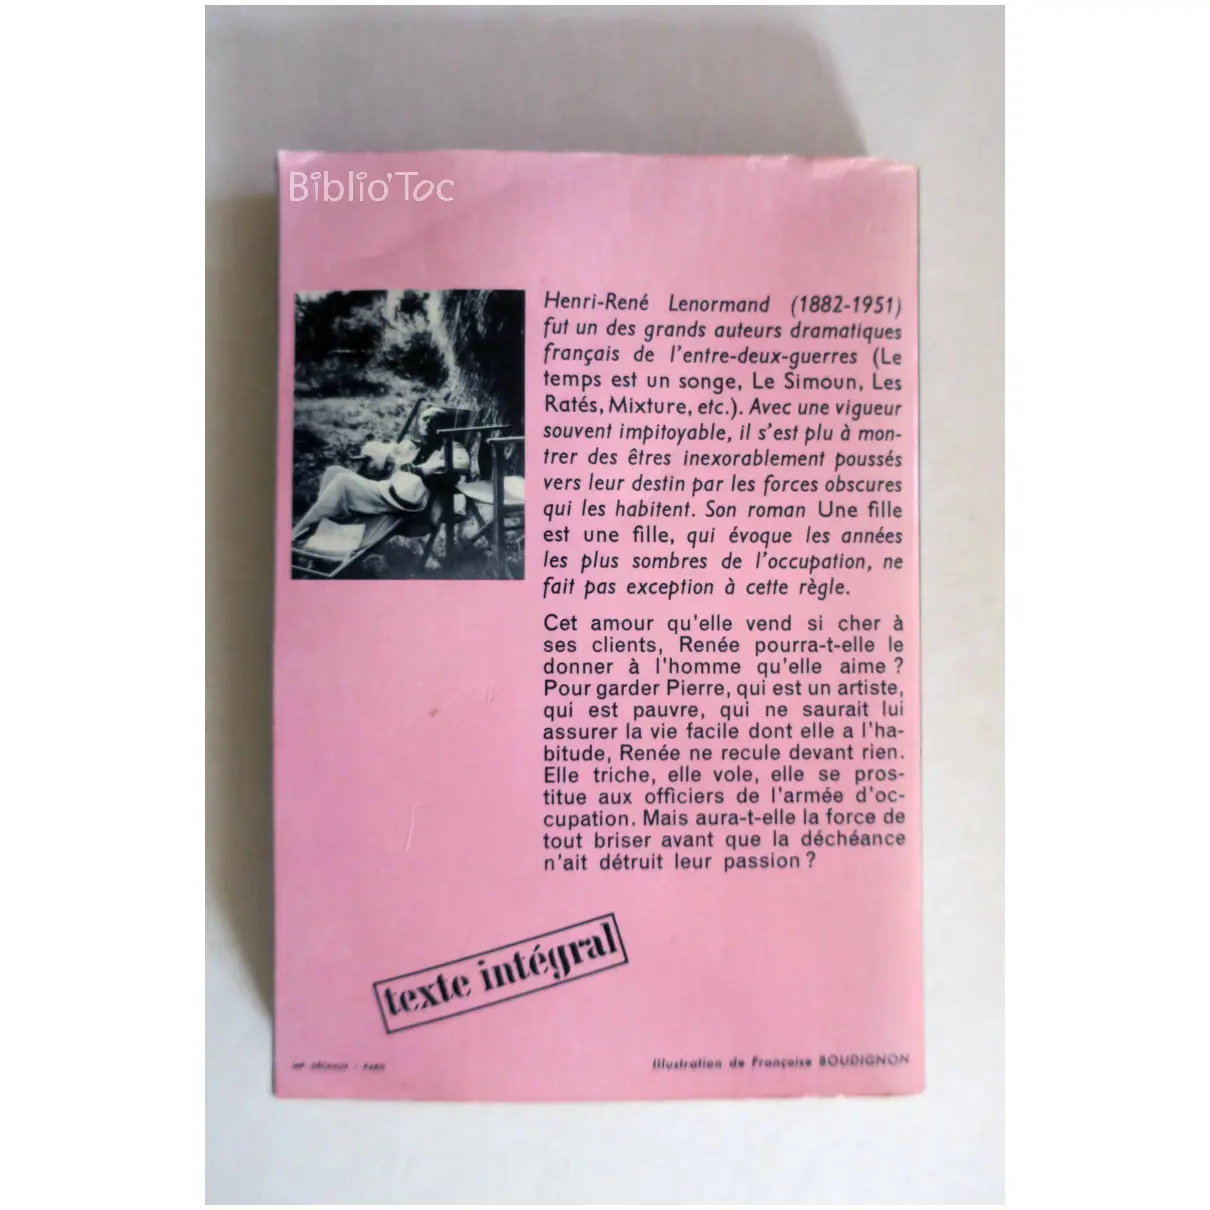 Biblio'Toc
Henri-René Lenormand (1882-1951)
fut un des grands auteurs dramatiques
français de l'entre-deux-guerres (Le
temps est un songe, Le Simoun, Les
Ratés, Mixture, etc.). Avec une vigueur
souvent impitoyable, il s'est plu à mon-
trer des êtres inexorablement poussés
vers leur destin par les forces obscures
qui les habitent. Son roman Une fille
est une fille, qui évoque les années
les plus sombres de l'occupation, ne
fait pas exception à cette règle.
Cet amour qu'elle vend si cher à
ses clients, Renée pourra-t-elle le
donner à l'homme qu'elle aime ?
Pour garder Pierre, qui est un artiste,
qui est pauvre, qui ne saurait lui
assurer la vie facile dont elle a l'ha-
bitude, Renée ne recule devant rien.
Elle triche, elle vole, elle se pros-
titue aux officiers de l'armée d'oc-
cupation. Mais aura-t-elle la force de
tout briser avant que la déchéance
n'ait détruit leur passion ?
texte intégral
- PARIS
Illustration de Françoise BOUDIGNON